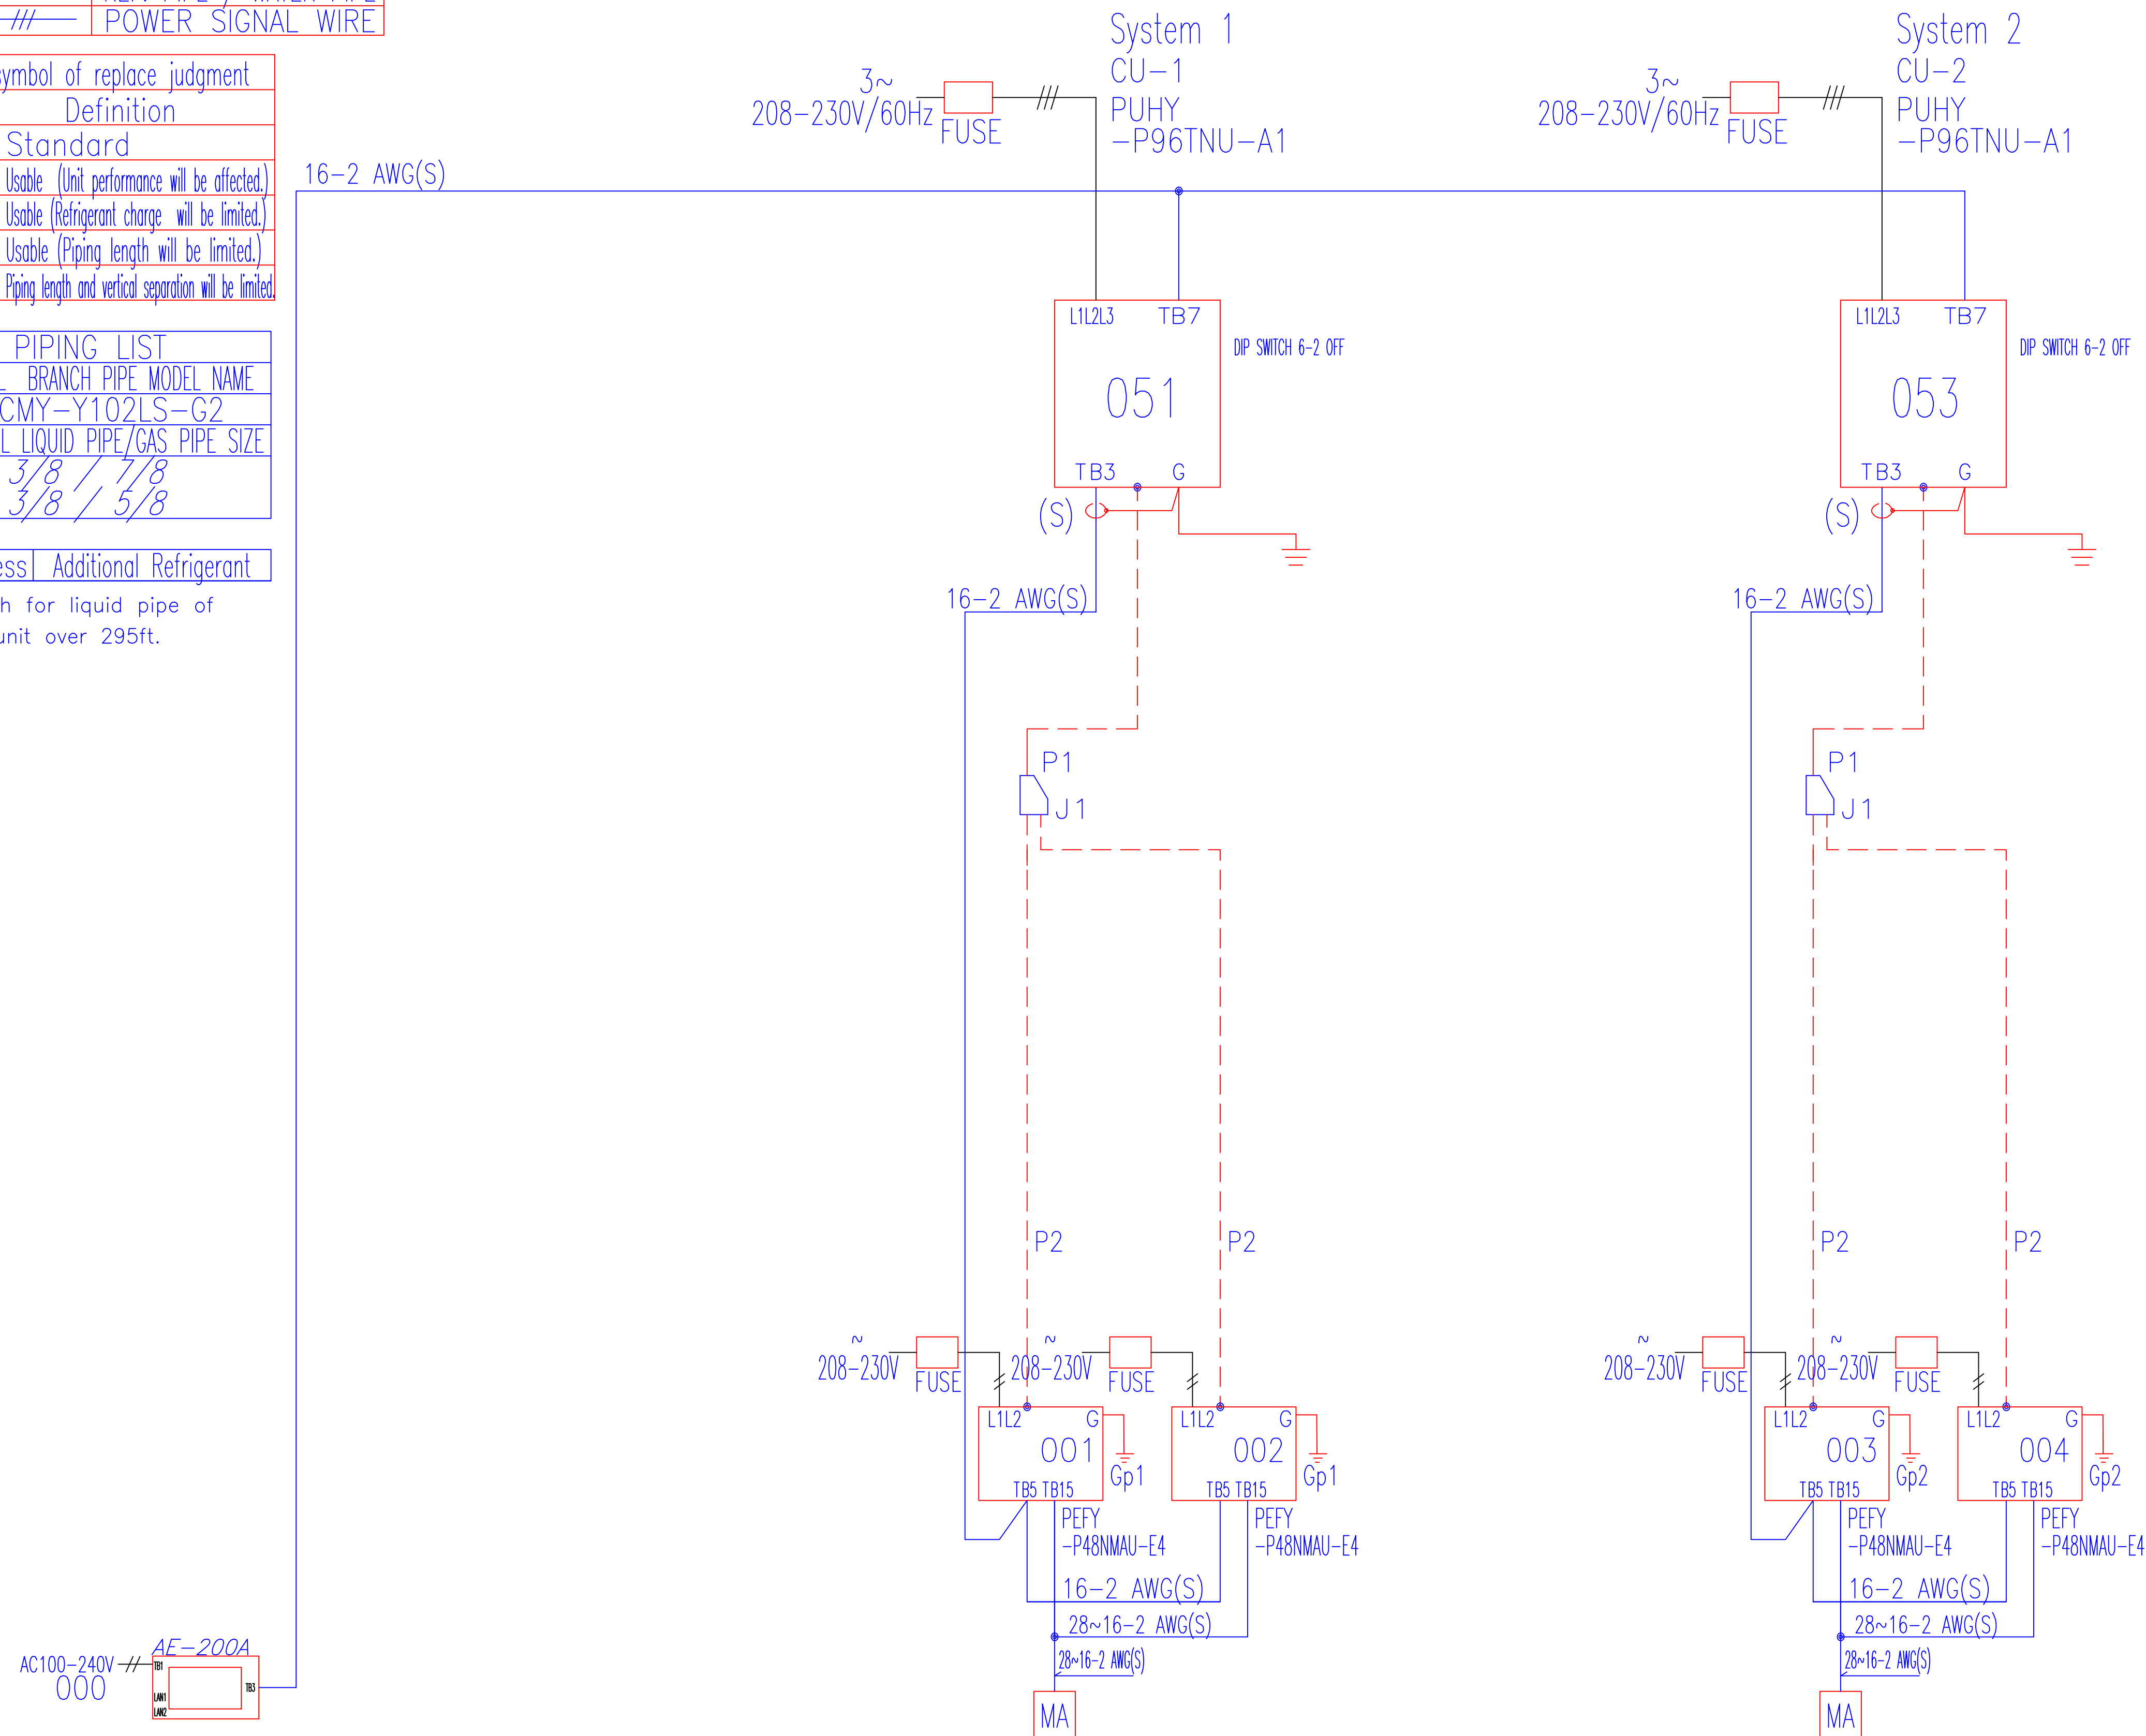 POWER SIGNAL WIRE
symbol of replace judgment
Definition
Standard
Usable (Unit performance will be affected.)
Usable (Refrigerant charge will be limited.)
Usable (Piping length will be limited.)
Piping length and vertical separation will be limited.
PIPING LIST
BRANCH PIPE MODEL NAME
CMY-Y102LS-G2
LIQUID PIPE/GAS PIPE SIZE
3/8 / 7/8
3/8 / 5/8
Additional Refrigerant
for liquid pipe of
unit over 295ft.
16-2 AWG(S)
System 1
CU-1
PUHY
-P96TNU-A1
3~
208-230V/60Hz
FUSE
L1L2L3 TB7
DIP SWITCH 6-2 OFF
051
TB3 G
(S)
16-2 AWG(S)
P1
J1
P2
P2
~
208-230V
FUSE
~
208-230V
FUSE
L1L2 G
001
TB5 TB15
Gp1
PEFY
-P48NMAU-E4
L1L2 G
002
TB5 TB15
Gp1
PEFY
-P48NMAU-E4
16-2 AWG(S)
28~16-2 AWG(S)
28~16-2 AWG(S)
MA
System 2
CU-2
PUHY
-P96TNU-A1
3~
208-230V/60Hz
FUSE
L1L2L3 TB7
DIP SWITCH 6-2 OFF
053
TB3 G
(S)
16-2 AWG(S)
P1
J1
P2
P2
~
208-230V
FUSE
~
208-230V
FUSE
L1L2 G
003
TB5 TB15
Gp2
PEFY
-P48NMAU-E4
L1L2 G
004
TB5 TB15
Gp2
PEFY
-P48NMAU-E4
16-2 AWG(S)
28~16-2 AWG(S)
28~16-2 AWG(S)
MA
AE-200A
AC100-240V
000
TB1
TB3
LAN1
LAN2